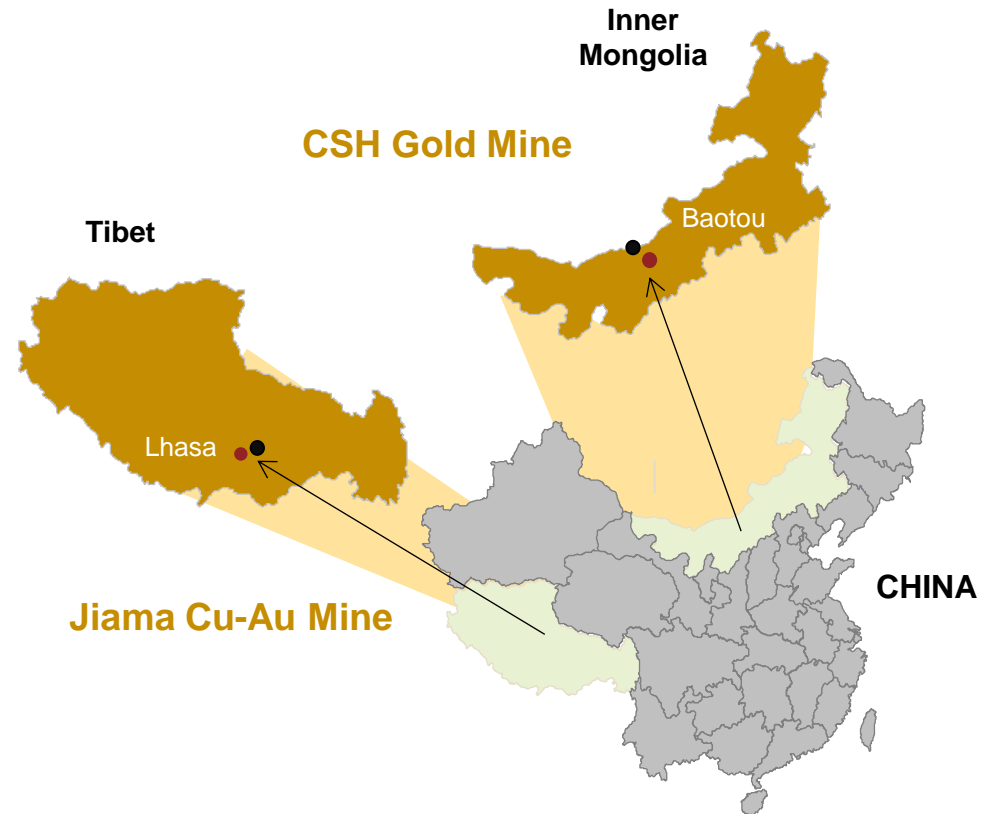 Inner
Mongolia
CSH Gold Mine
Baotou
Tibet
Lhasa
CHINA
Jiama Cu-Au Mine